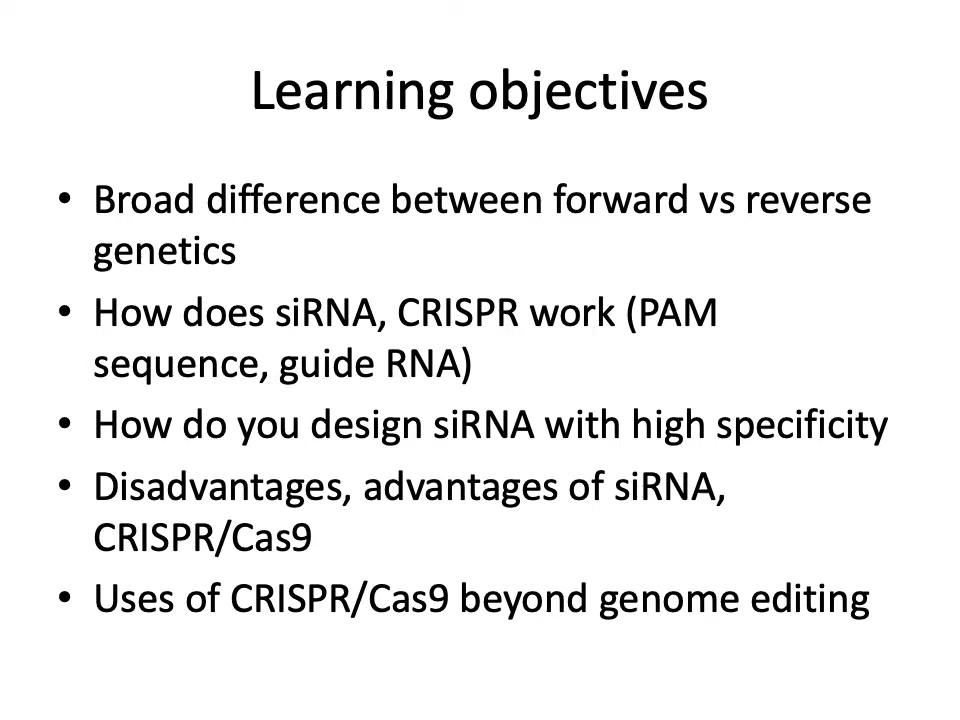 Learning objectives
• Broad difference between forward vs reverse
genetics
• How does siRNA, CRISPR work (PAM
sequence, guide RNA)
• How do you design siRNA with high specificity
• Disadvantages, advantages of siRNA,
CRISPR/Cas9
• Uses of CRISPR/Cas9 beyond genome editing